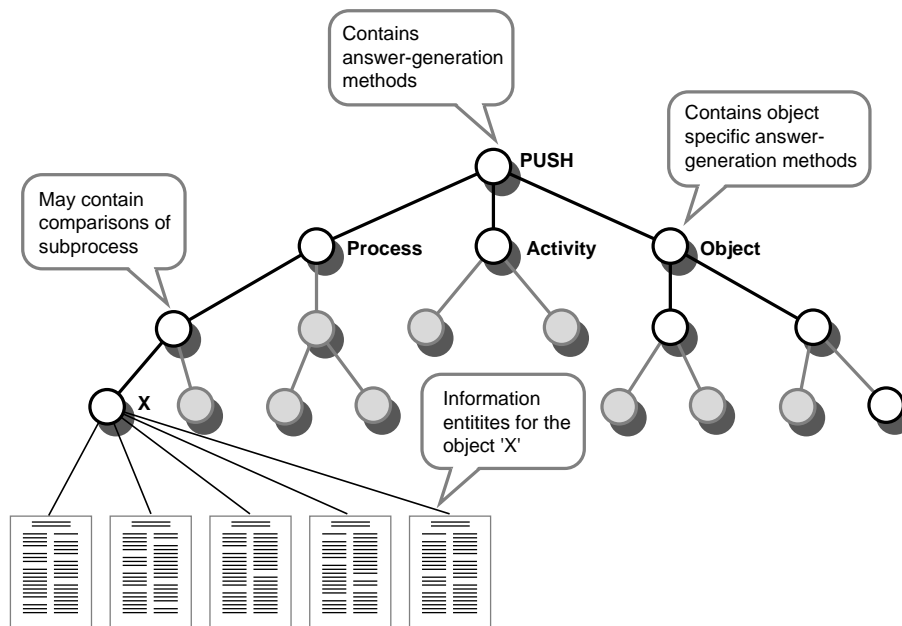 Contains
answer-generation
methods
Contains object
specific answer-
generation methods
PUSH
May contain
comparisons of
subprocess
Process
Activity
Object
X
Information
entitites for the
object 'X'